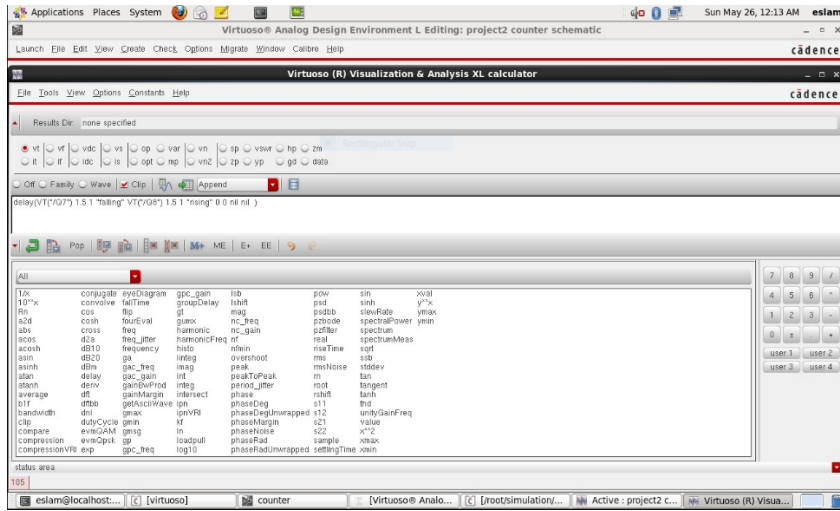 Applications Places System Sun May 26, 12:13 AM eslam
Virtuoso® Analog Design Environment L Editing: project2 counter schematic
Launch File Edit View Create Check Options Migrate Window Calibre Help cādence
Virtuoso (R) Visualization & Analysis XL calculator
File Tools View Options Constants Help cādence
Results Dir: none specified
vt vf vdc vs op var vn sp vswr hp zm
it if idc is opt mp vn2 zp yp gd data
Off Family Wave Clip Append
delay(VT("/Q7") 1.5 1 "falling" VT("/Q8") 1.5 1 "rising" 0 0 nil nil )
Pop M+ ME E+ EE
All
7 8 9 /
1/x conjugate eyeDiagram gpc_gain lsb pow sin xval
10**x convolve fallTime groupDelay lshift psd sinh y**x
Rn cos flip gt mag psdbb slewRate ymax
4 5 6 *
a2d cosh fourEval gumx nc_freq pzbode spectralPower ymin
abs cross freq harmonic nc_gain pzfilter spectrum
acos d2a freq_jitter harmonicFreq nf real spectrumMeas
1 2 3 -
acosh dB10 frequency histo nfmin riseTime sqrt
asin dB20 ga iinteg overshoot rms ssb
asinh dBm gac_freq imag peak rmsNoise stddev
0 ± . +
atan delay gac_gain int peakToPeak rn tan
atanh deriv gainBwProd integ period_jitter root tangent
average dft gainMargin intersect phase rshift tanh
user 1 user 2
b1f dftbb getAsciiWave ipn phaseDeg s11 thd
bandwidth dnl gmax ipnVRI phaseDegUnwrapped s12 unityGainFreq
user 3 user 4
clip dutyCycle gmin kf phaseMargin s21 value
compare evmQAM gmsg ln phaseNoise s22 x**2
compression evmQpsk gp loadpull phaseRad sample xmax
compressionVRI exp gpc_freq log10 phaseRadUnwrapped settlingTime xmin
status area
105
eslam@localhost:... [virtuoso] counter [Virtuoso® Analo... [/root/simulation/... Active : project2 c... Virtuoso (R) Visua...